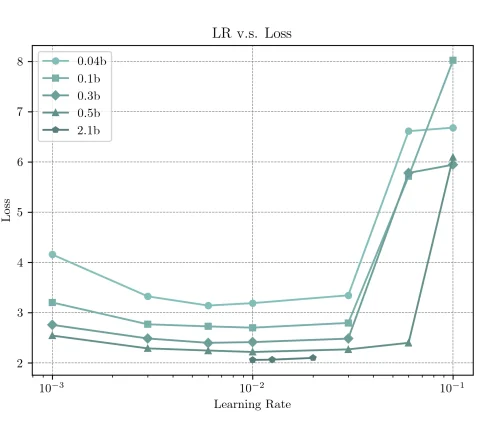 LR v.s. Loss
0.04b
0.1b
0.3b
0.5b
2.1b
8
7
6
5
4
3
2
Loss
10⁻³
10⁻²
10⁻¹
Learning Rate